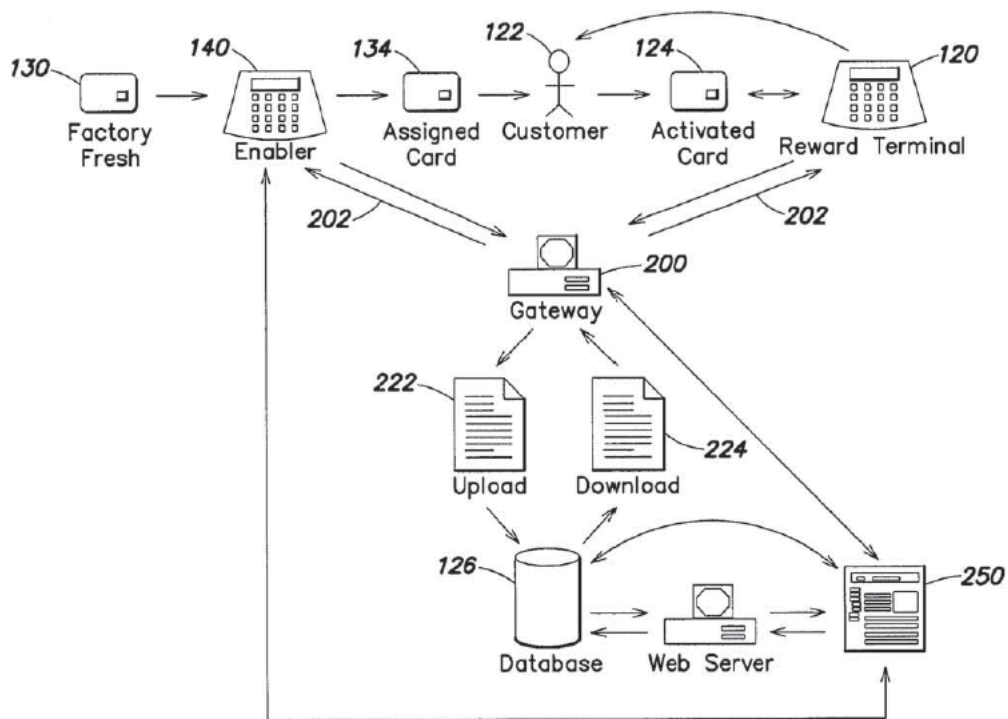 130
140
134
122
124
120
Factory
Fresh
Enabler
Assigned
Card
Customer
Activated
Card
Reward Terminal
202
202
200
Gateway
222
224
Upload
Download
126
250
Database
Web Server